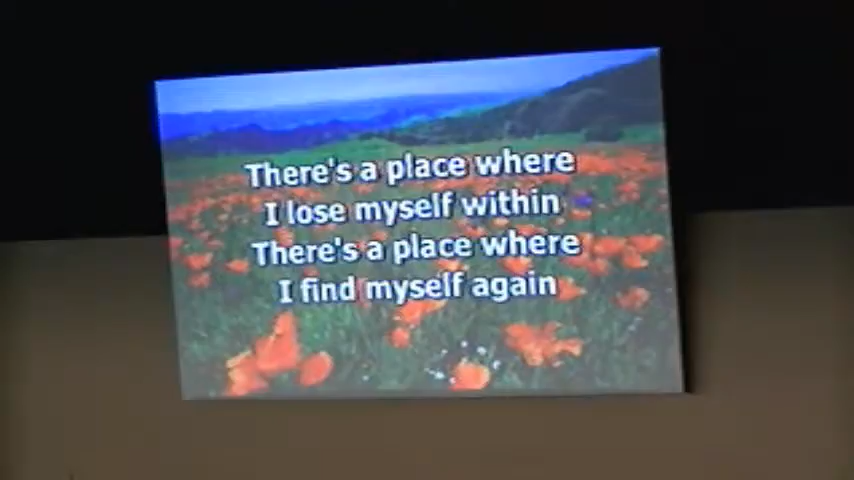 There's a place where
I lose myself within
There's a place where
I find myself again